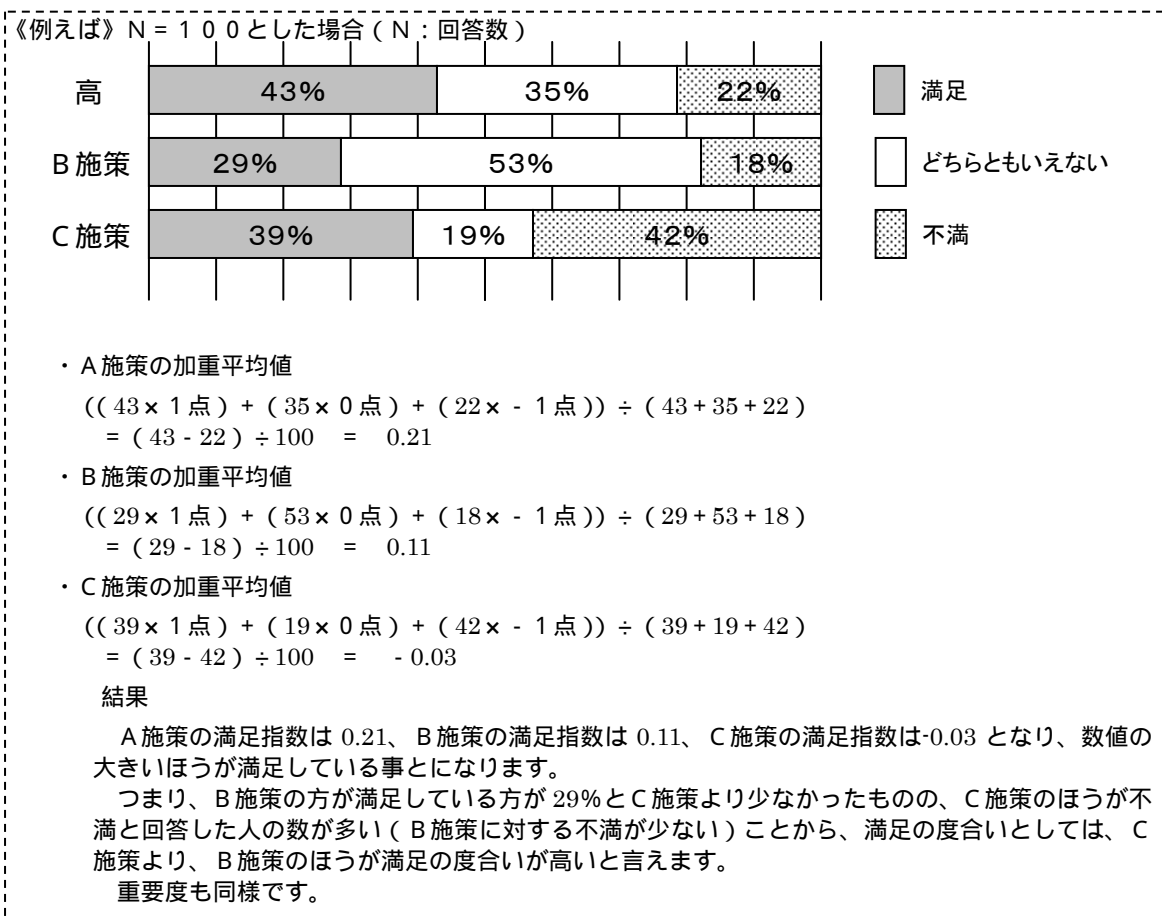 《例えば》N=100とした場合(N:回答数)
高 43% 35% 22% 満足
B施策 29% 53% 18% どちらともいえない
C施策 39% 19% 42% 不満
・A施策の加重平均値
((43×1点)+(35×0点)+(22×-1点))÷(43+35+22)
=(43-22)÷100 = 0.21
・B施策の加重平均値
((29×1点)+(53×0点)+(18×-1点))÷(29+53+18)
=(29-18)÷100 = 0.11
・C施策の加重平均値
((39×1点)+(19×0点)+(42×-1点))÷(39+19+42)
=(39-42)÷100 = -0.03
結果
A施策の満足指数は 0.21、B施策の満足指数は 0.11、C施策の満足指数は-0.03 となり、数値の
大きいほうが満足している事とになります。
つまり、B施策の方が満足している方が 29%とC施策より少なかったものの、C施策のほうが不
満と回答した人の数が多い(B施策に対する不満が少ない)ことから、満足の度合いとしては、C
施策より、B施策のほうが満足の度合いが高いと言えます。
重要度も同様です。